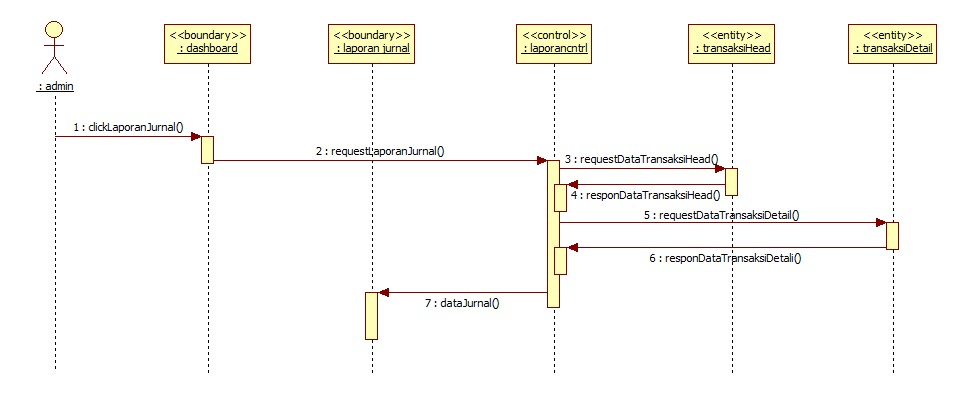 <<boundary>>
: dashboard
<<boundary>>
: laporan jurnal
<<control>>
: laporancntrl
<<entity>>
: transaksiHead
<<entity>>
: transaksiDetail
: admin
1 : clickLaporanJurnal()
2 : requestLaporanJurnal()
3 : requestDataTransaksiHead()
4 : responDataTransaksiHead()
5 : requestDataTransaksiDetail()
6 : responDataTransaksiDetali()
7 : dataJurnal()